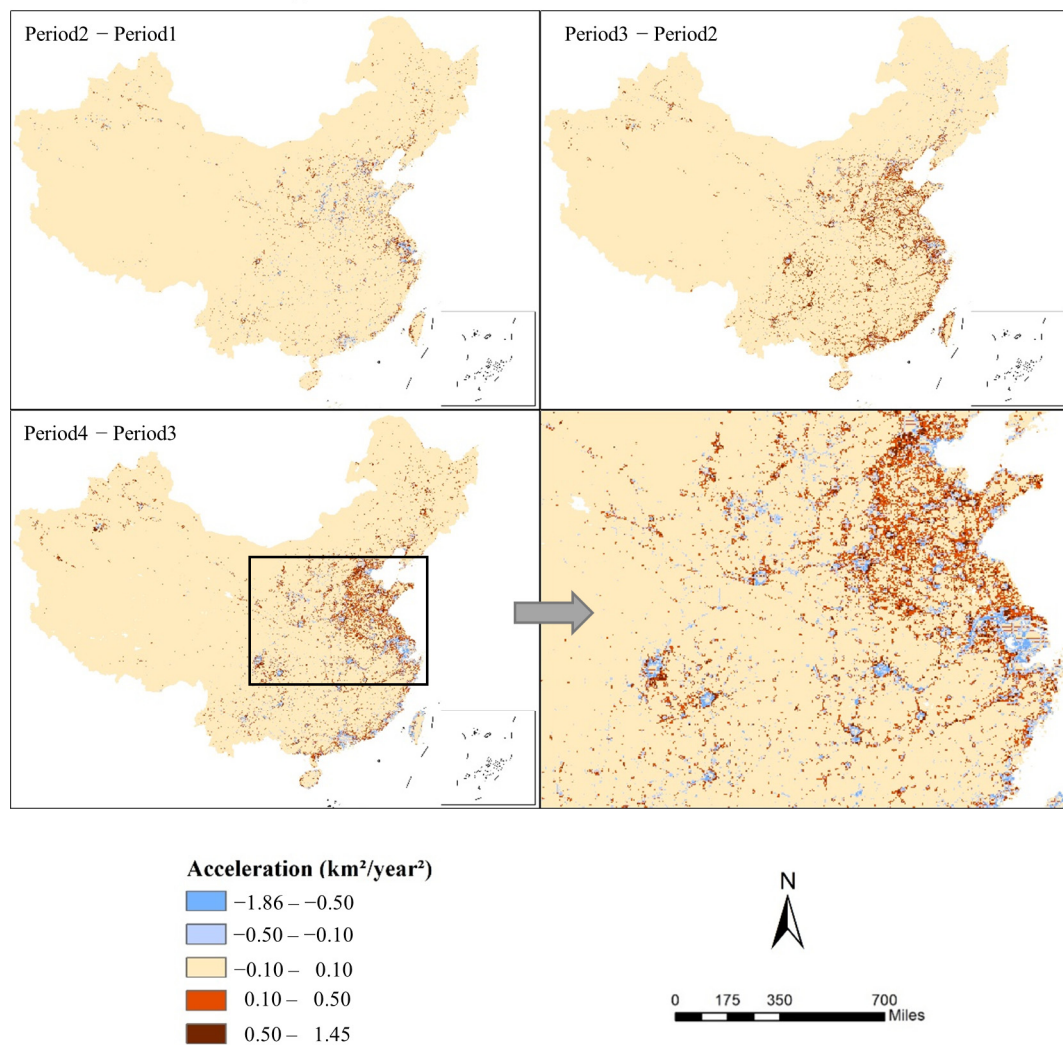 Period2 − Period1
Period3 − Period2
Period4 − Period3
Acceleration (km²/year²)
−1.86 – −0.50
−0.50 – −0.10
−0.10 – 0.10
0.10 – 0.50
0.50 – 1.45
N
0 175 350 700
Miles